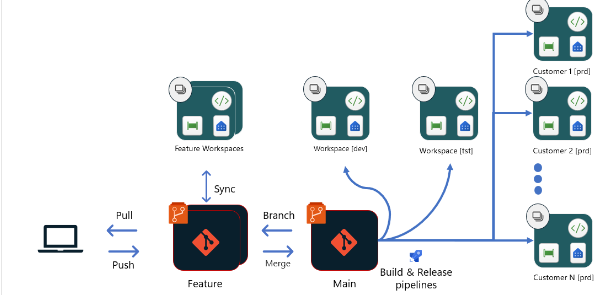 Customer 1 [prd]
Feature Workspaces
Workspace [dev]
Workspace [tst]
Customer 2 [prd]
Sync
Pull
Push
Branch
Merge
Feature
Main
Build & Release
pipelines
Customer N [prd]